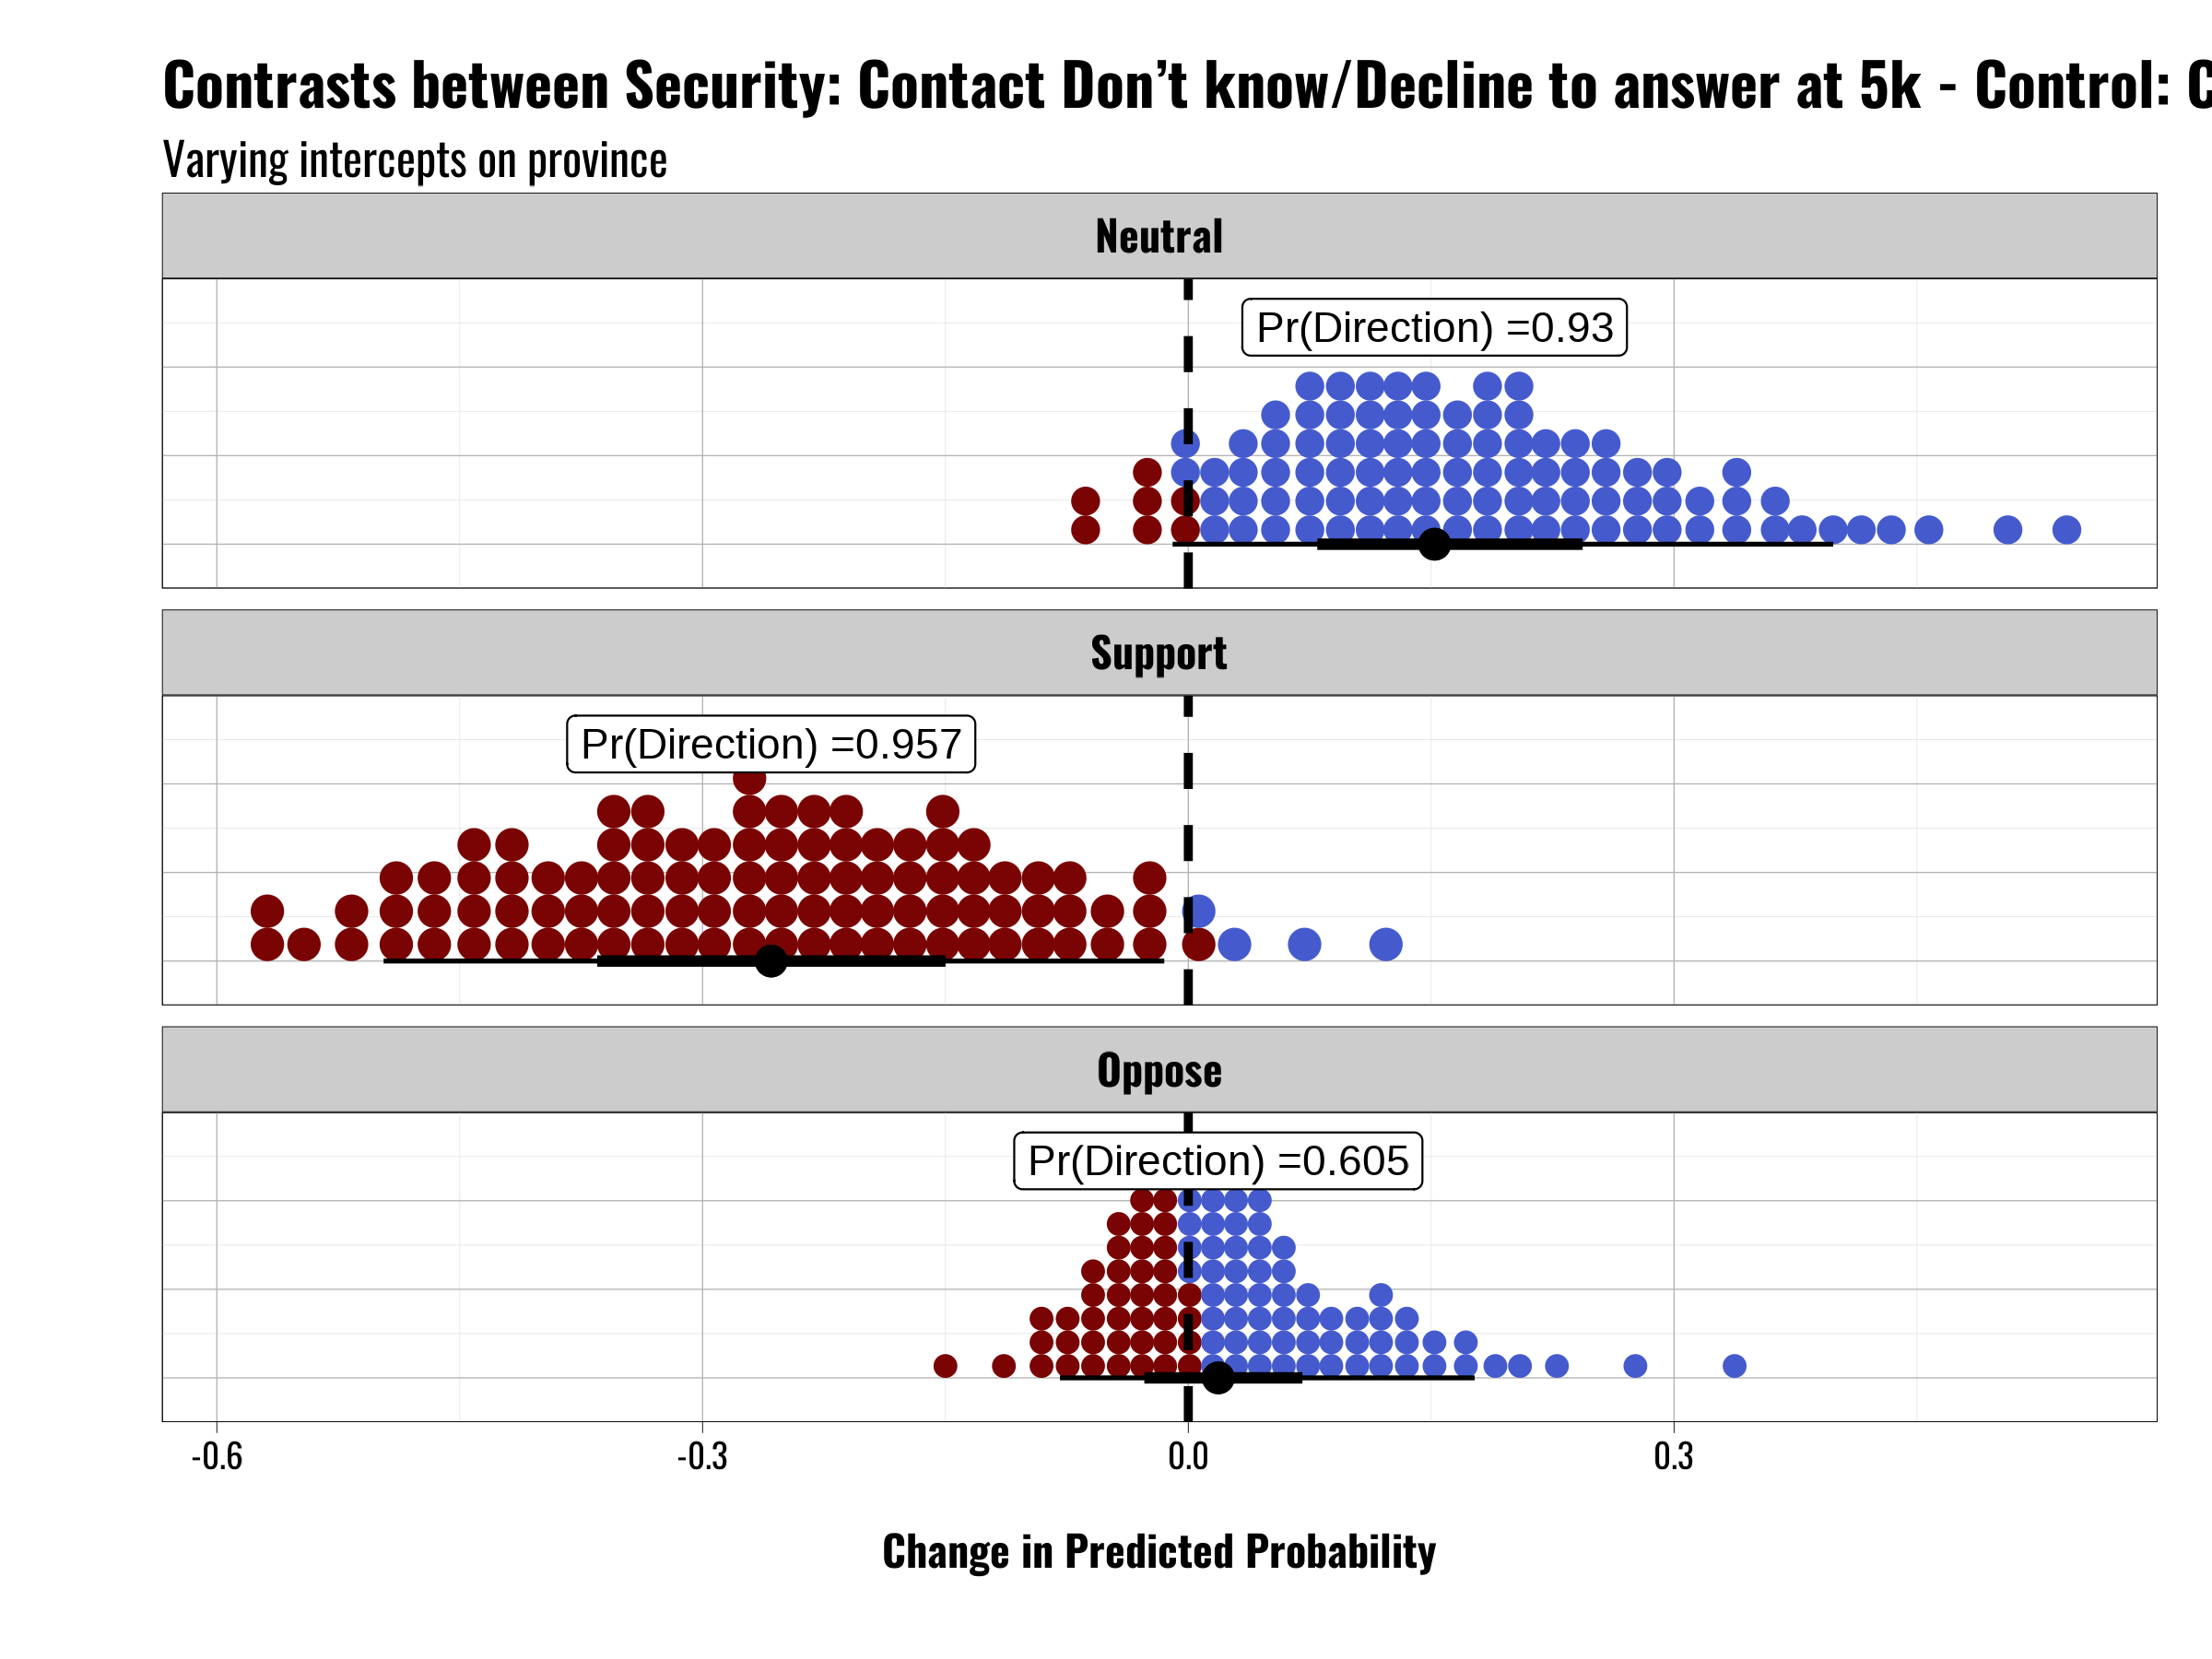 Contrasts between Security: Contact Don’t know/Decline to answer at 5k - Control: C
Varying intercepts on province
Neutral
Pr(Direction) =0.93
Support
Pr(Direction) =0.957
Oppose
Pr(Direction) =0.605
-0.6 -0.3 0.0 0.3
Change in Predicted Probability